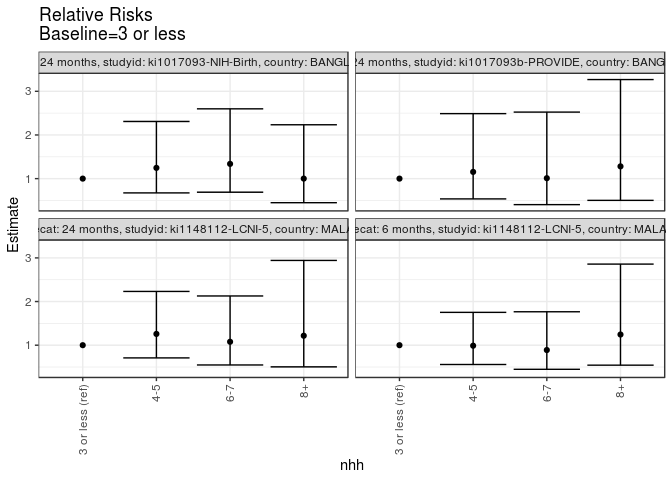 Relative Risks
Baseline=3 or less
24 months, studyid: ki1017093-NIH-Birth, country: BANGL
24 months, studyid: ki1017093b-PROVIDE, country: BANG
3
2
1
ecat: 24 months, studyid: ki1148112-LCNI-5, country: MALA
ecat: 6 months, studyid: ki1148112-LCNI-5, country: MALA
3
2
1
Estimate
3 or less (ref)
4-5
6-7
8+
3 or less (ref)
4-5
6-7
8+
nhh